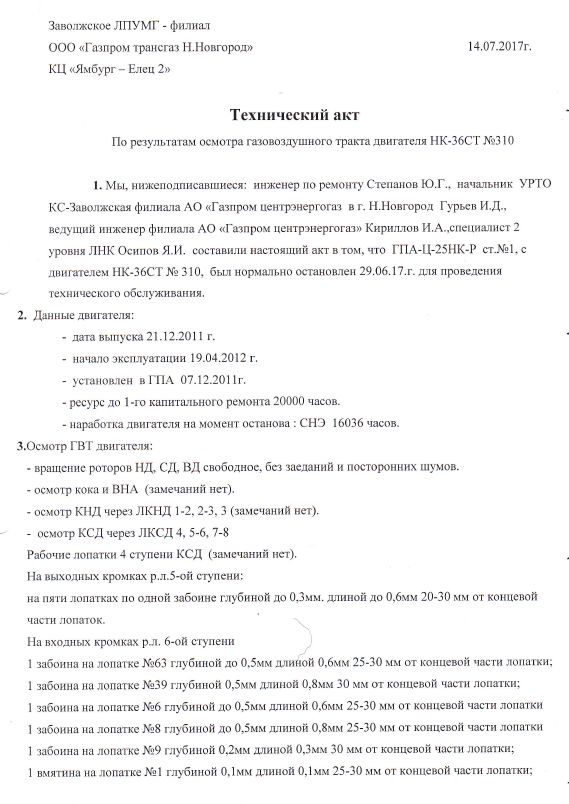 Заволжское ЛПУМГ - филиал
ООО «Газпром трансгаз Н.Новгород» 14.07.2017г.
КЦ «Ямбург – Елец 2»
Технический акт
По результатам осмотра газовоздушного тракта двигателя НК-36СТ №310
1. Мы, нижеподписавшиеся: инженер по ремонту Степанов Ю.Г., начальник УРТО
КС-Заволжская филиала АО «Газпром центрэнергогаз в г. Н.Новгород Гурьев И.Д.,
ведущий инженер филиала АО «Газпром центрэнергогаз» Кириллов И.А.,специалист 2
уровня ЛНК Осипов Я.И. составили настоящий акт в том, что ГПА-Ц-25НК-Р ст.№1, с
двигателем НК-36СТ № 310, был нормально остановлен 29.06.17.г. для проведения
технического обслуживания.
2. Данные двигателя:
- дата выпуска 21.12.2011 г.
- начало эксплуатации 19.04.2012 г.
- установлен в ГПА 07.12.2011г.
- ресурс до 1-го капитального ремонта 20000 часов.
- наработка двигателя на момент останова : СНЭ 16036 часов.
3.Осмотр ГВТ двигателя:
- вращение роторов НД, СД, ВД свободное, без заеданий и посторонних шумов.
- осмотр кока и ВНА (замечаний нет).
- осмотр КНД через ЛКНД 1-2, 2-3, 3 (замечаний нет).
- осмотр КСД через ЛКСД 4, 5-6, 7-8
Рабочие лопатки 4 ступени КСД (замечаний нет).
На выходных кромках р.л.5-ой ступени:
на пяти лопатках по одной забоине глубиной до 0,3мм. длиной до 0,6мм 20-30 мм от концевой
части лопаток.
На входных кромках р.л. 6-ой ступени
1 забоина на лопатке №63 глубиной до 0,5мм длиной 0,6мм 25-30 мм от концевой части лопатки;
1 забоина на лопатке №39 глубиной 0,5мм длиной 0,8мм 30 мм от концевой части лопатки;
1 забоина на лопатке №6 глубиной до 0,5мм длиной 0,6мм 25-30 мм от концевой части лопатки
1 забоина на лопатке №8 глубиной до 0,5мм длиной 0,8мм 25-30 мм от концевой части лопатки
1 забоина на лопатке №9 глубиной 0,2мм длиной 0,3мм 30 мм от концевой части лопатки;
1 вмятина на лопатке №1 глубиной 0,1мм длиной 0,1мм 25-30 мм от концевой части лопатки;